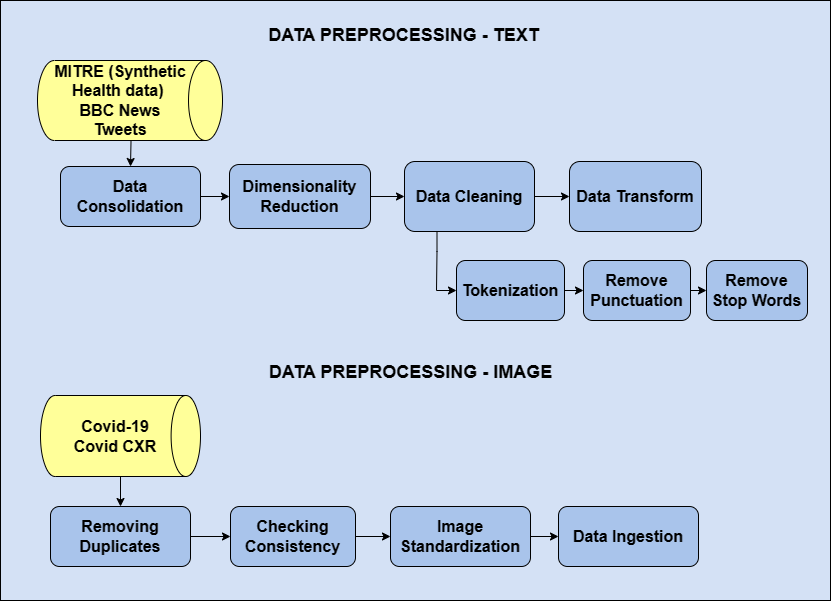 DATA PREPROCESSING - TEXT
MITRE (Synthetic
Health data)
BBC News
Tweets
Data
Consolidation
Dimensionality
Reduction
Data Cleaning
Data Transform
Tokenization
Remove
Punctuation
Remove
Stop Words
DATA PREPROCESSING - IMAGE
Covid-19
Covid CXR
Removing
Duplicates
Checking
Consistency
Image
Standardization
Data Ingestion